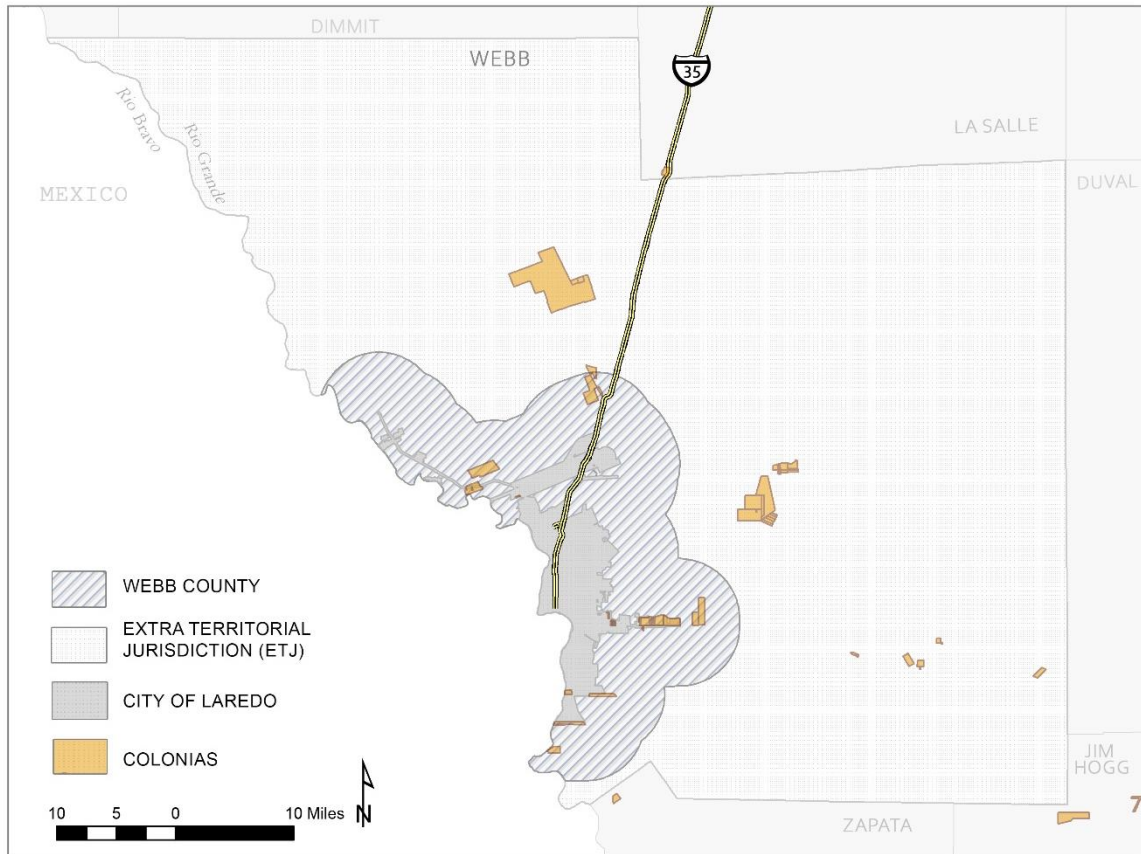 DIMMIT
WEBB
35
LA SALLE
Rio Bravo
Rio Grande
MEXICO
DUVAL
WEBB COUNTY
EXTRA TERRITORIAL
JURISDICTION (ETJ)
CITY OF LAREDO
COLONIAS
JIM
HOGG
10 5 0 10 Miles
N
ZAPATA
7